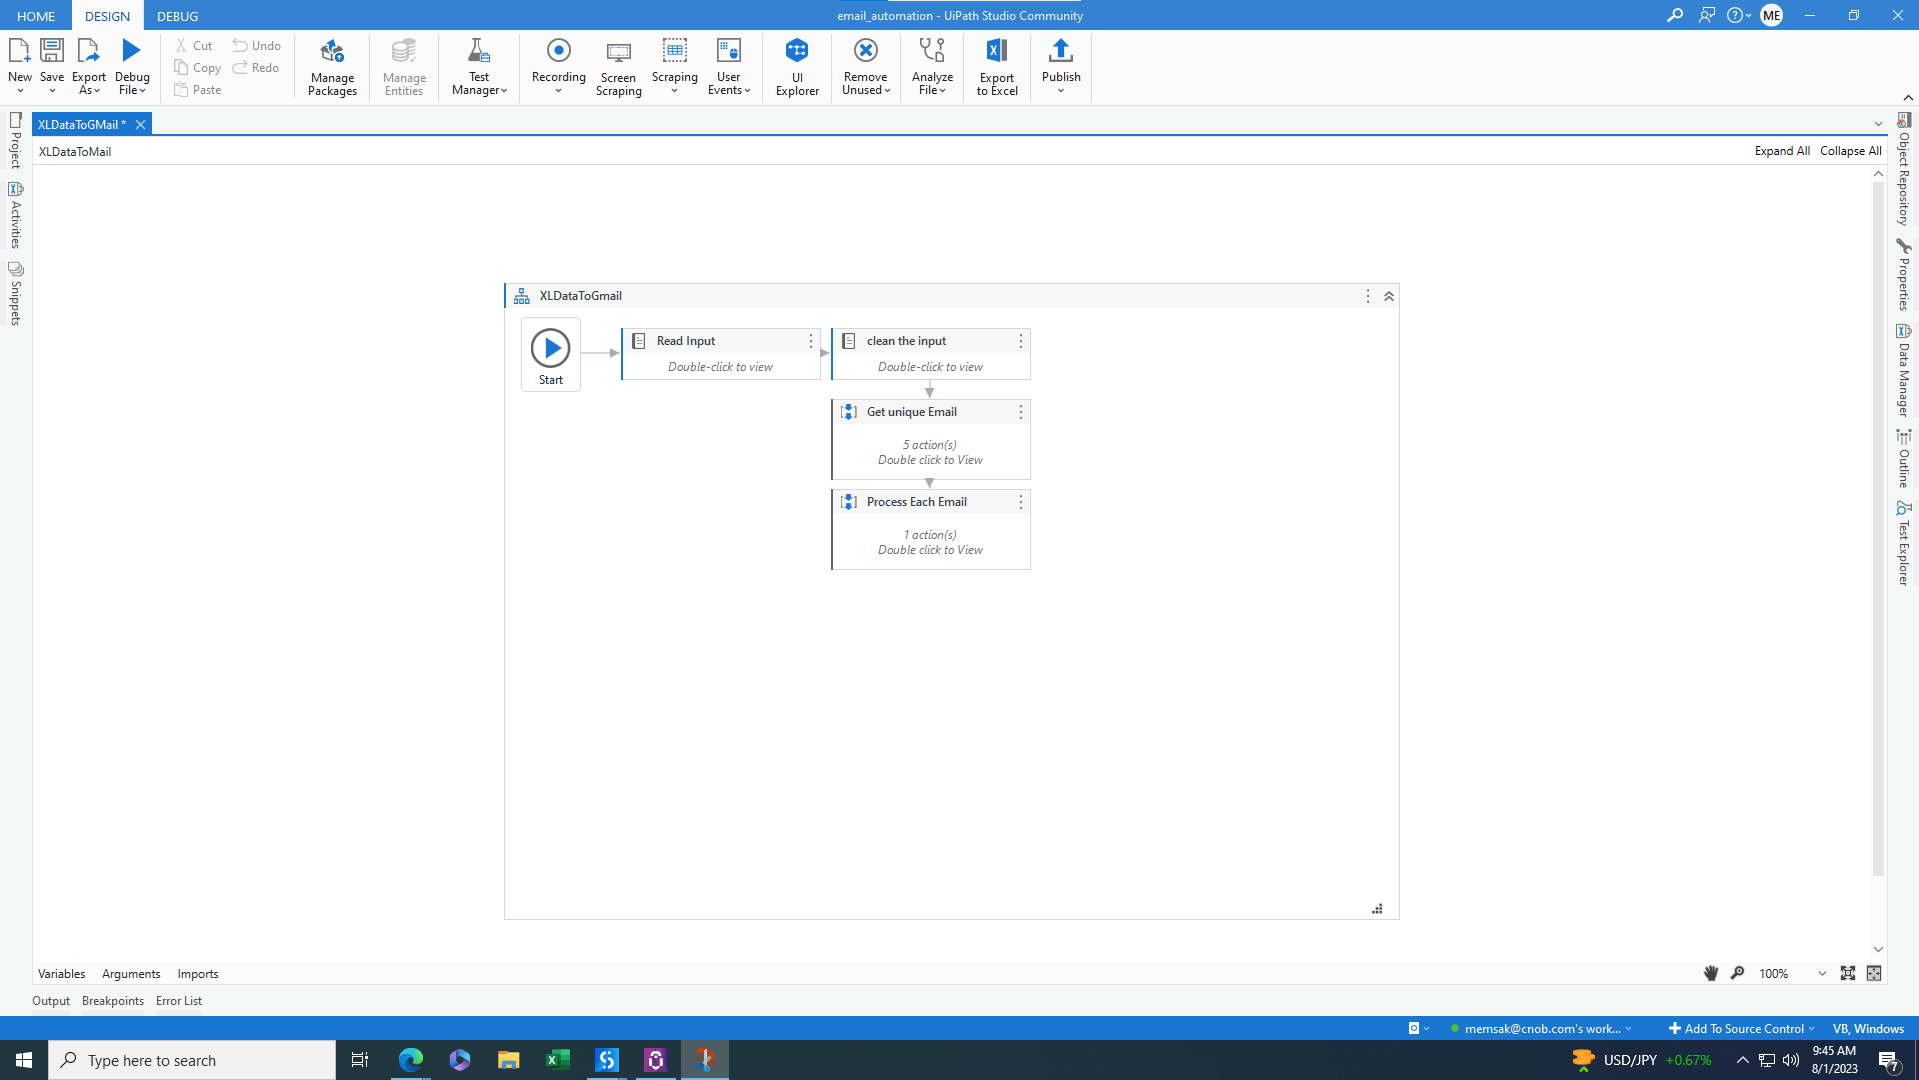 HOME DESIGN DEBUG
email_automation - UiPath Studio Community
ME
New Save Export As Debug File
Cut Copy Paste Undo Redo
Manage Packages
Manage Entities
Test Manager
Recording
Screen Scraping
Scraping
User Events
UI Explorer
Remove Unused
Analyze File
Export to Excel
Publish
XLDataToGMail *
XLDataToMail
Expand All Collapse All
Project
Activities
Snippets
Object Repository
Properties
Data Manager
Outline
Test Explorer
XLDataToGmail
Start
Read Input
Double-click to view
clean the input
Double-click to view
Get unique Email
5 action(s)
Double click to View
Process Each Email
1 action(s)
Double click to View
Variables Arguments Imports
100%
Output Breakpoints Error List
memsak@cnob.com's work...
Add To Source Control
VB, Windows
Type here to search
USD/JPY +0.67%
9:45 AM
8/1/2023
7